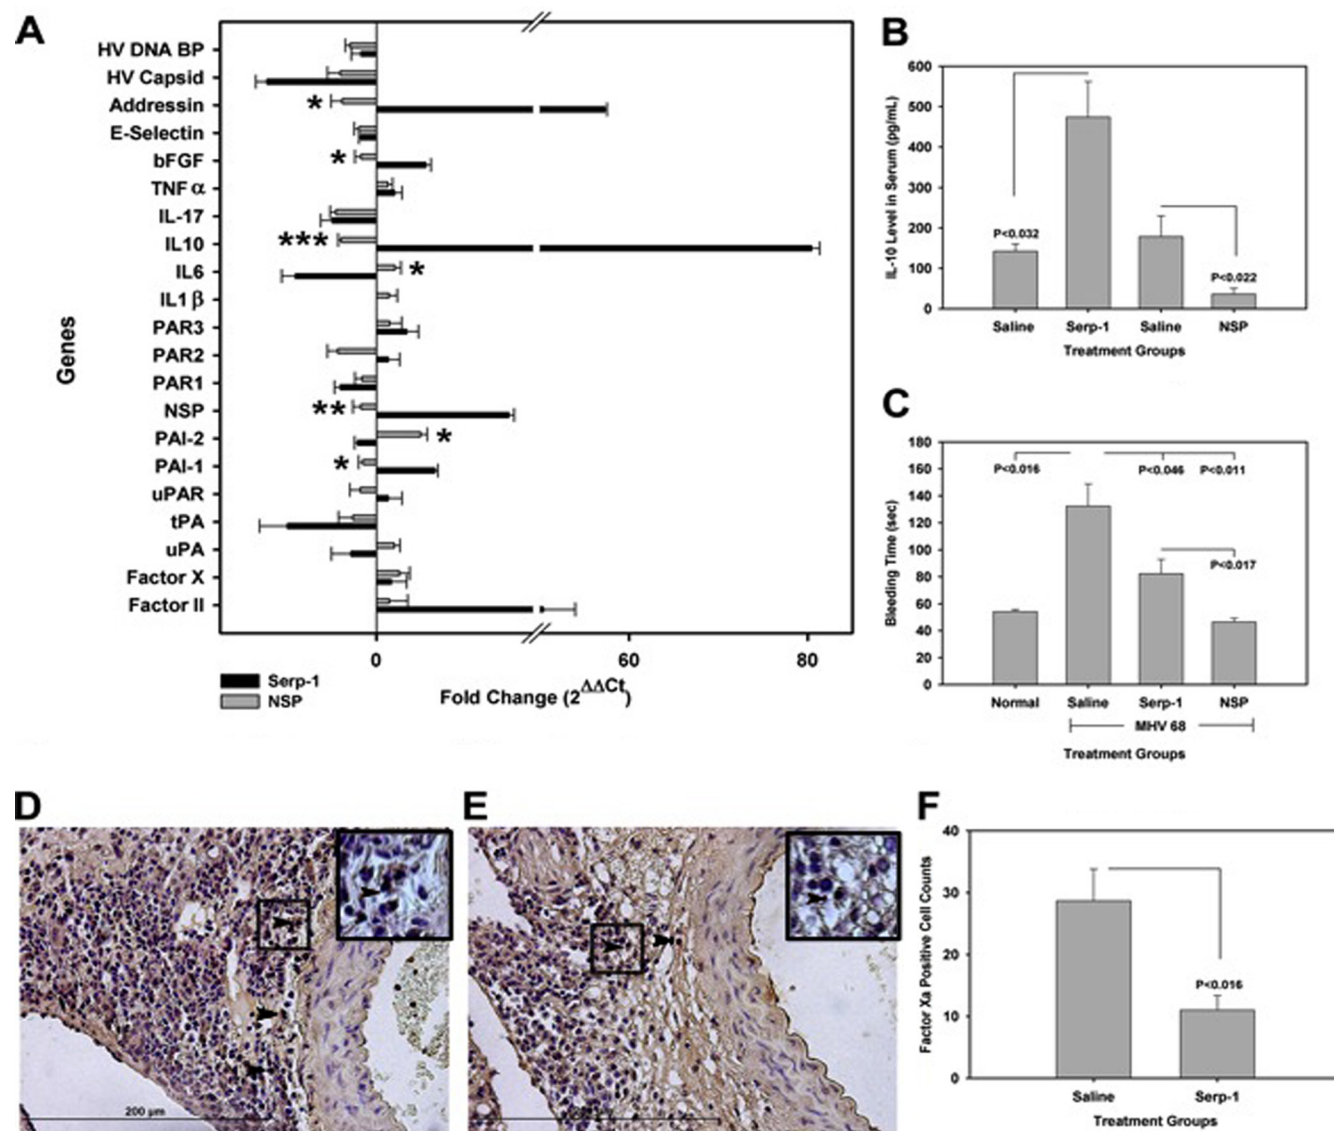 A
HV DNA BP
HV Capsid
Addressin
*
E-Selectin
bFGF
*
TNF α
IL-17
IL10
***
IL6
*
IL1 β
PAR3
PAR2
PAR1
NSP
**
PAI-2
*
PAI-1
*
uPAR
tPA
uPA
Factor X
Factor II
Genes
0
60
80
Fold Change (2ΔΔCt)
Serp-1
NSP
B
600
500
400
300
200
100
0
IL-10 Level in Serum (pg/mL)
P<0.032
P<0.022
Saline Serp-1 Saline NSP
Treatment Groups
C
180
160
140
120
100
80
60
40
20
0
Bleeding Time (sec)
P<0.016 P<0.046 P<0.011
P<0.017
Normal Saline Serp-1 NSP
MHV 68
Treatment Groups
D
200 µm
E
F
40
30
20
10
0
Factor Xa Positive Cell Counts
P<0.016
Saline Serp-1
Treatment Groups